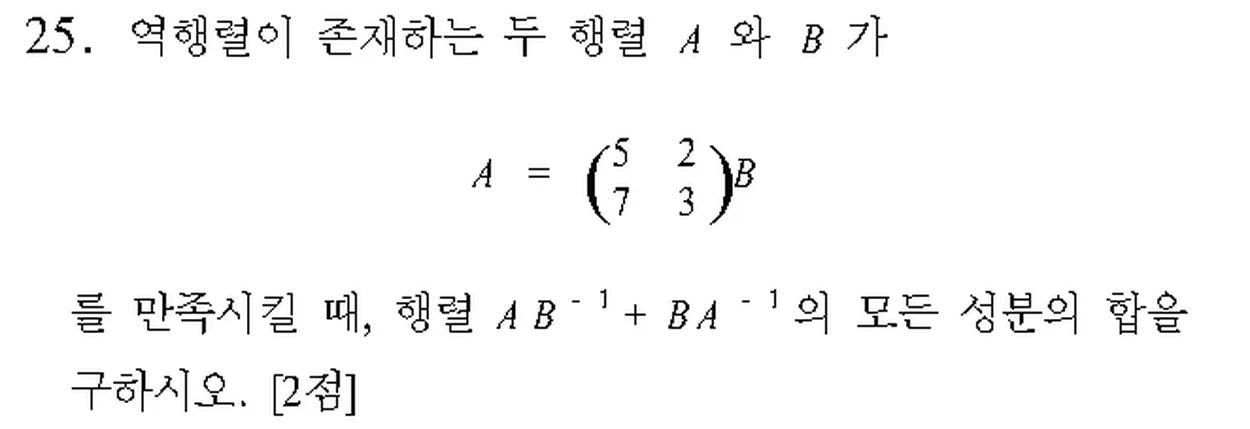 25. 역행렬이 존재하는 두 행렬 A 와 B 가
A = ( 5 2
7 3 ) B
를 만족시킬 때, 행렬 A B⁻¹ + B A⁻¹ 의 모든 성분의 합을
구하시오. [2점]